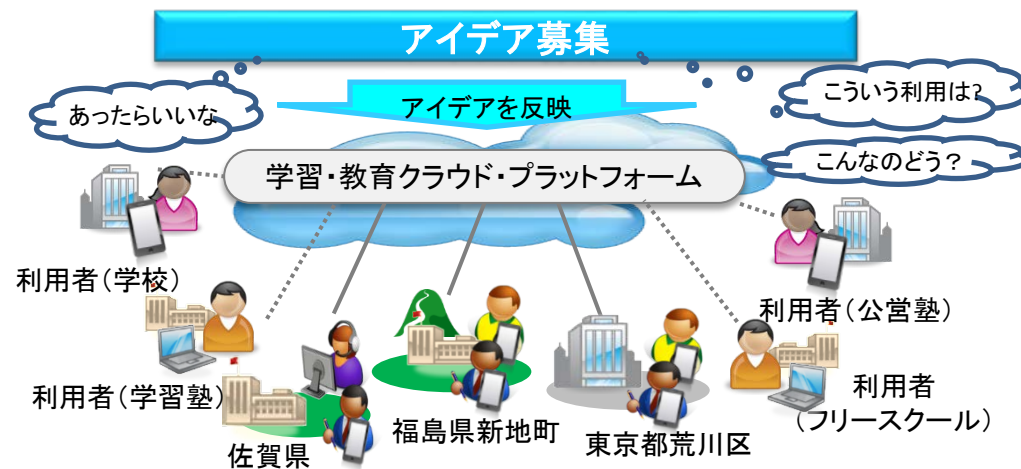 アイデア募集
あったらいいな
アイデアを反映
こういう利用は?
こんなのどう？
学習・教育クラウド・プラットフォーム
利用者（学校）
利用者（公営塾）
利用者（学習塾）
利用者
（フリースクール）
佐賀県
福島県新地町
東京都荒川区